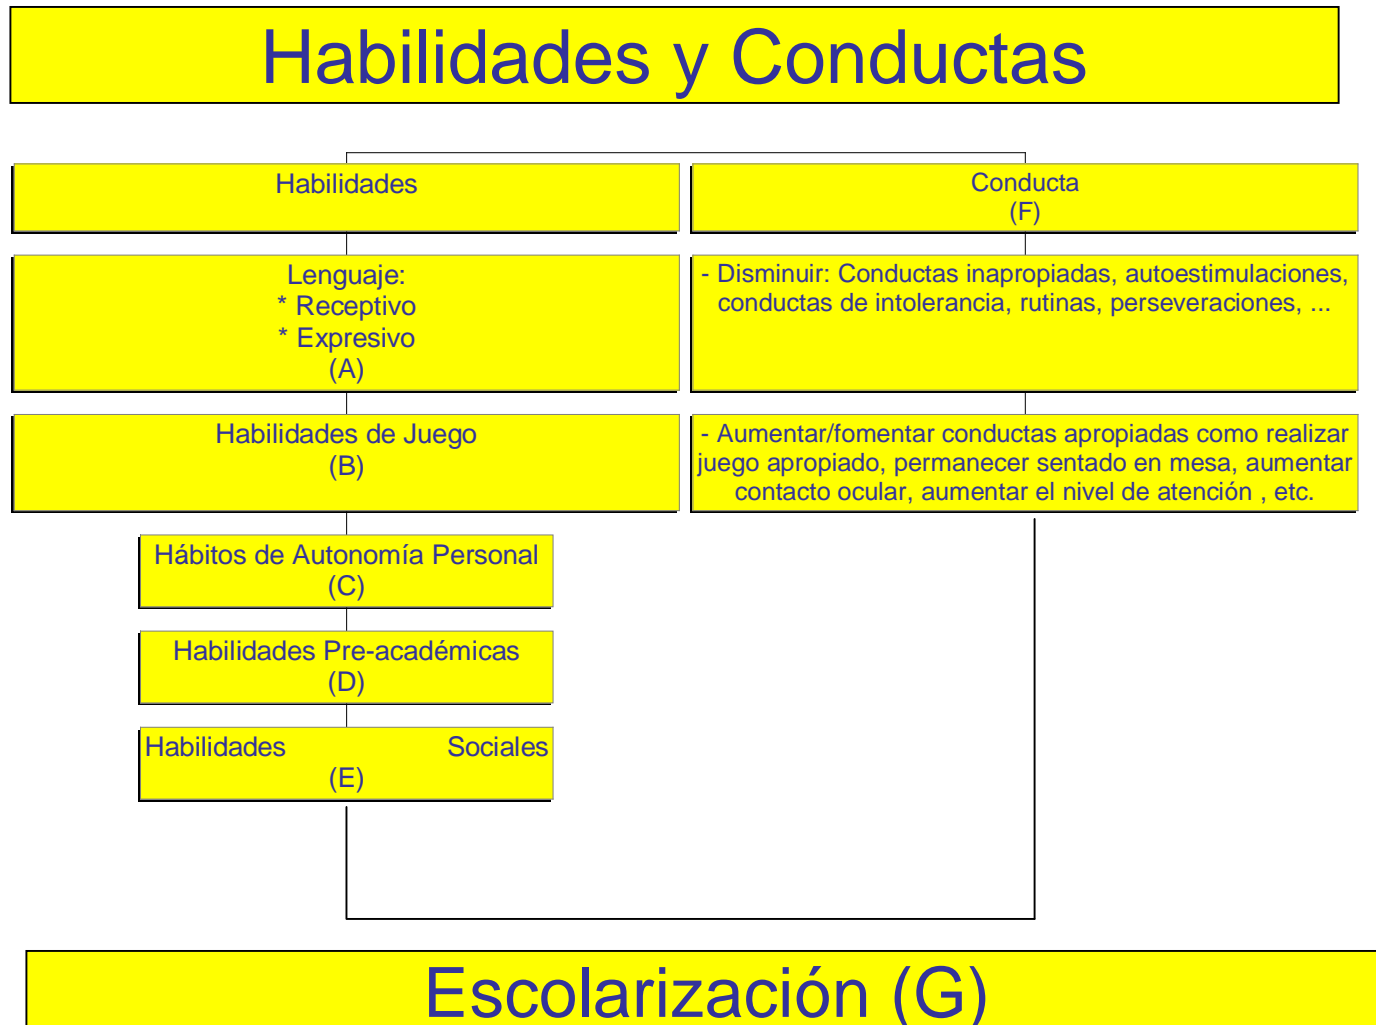 Habilidades y Conductas
Habilidades
Conducta
(F)
Lenguaje:
* Receptivo
* Expresivo
(A)
- Disminuir: Conductas inapropiadas, autoestimulaciones,
conductas de intolerancia, rutinas, perseveraciones, ...
Habilidades de Juego
(B)
- Aumentar/fomentar conductas apropiadas como realizar
juego apropiado, permanecer sentado en mesa, aumentar
contacto ocular, aumentar el nivel de atención , etc.
Hábitos de Autonomía Personal
(C)
Habilidades Pre-académicas
(D)
Habilidades Sociales
(E)
Escolarización (G)